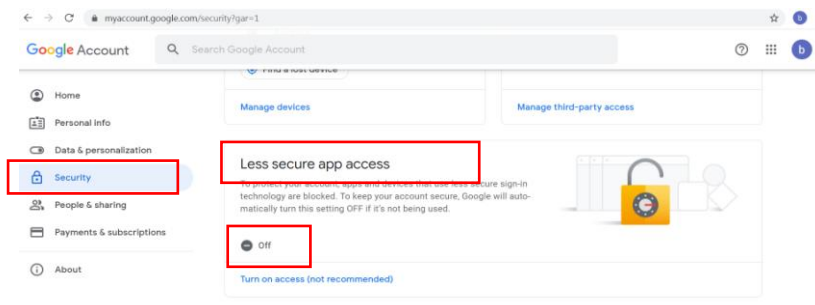 myaccount.google.com/security?gar=1
b
Google Account
Search Google Account
b
Find a lost device
Home
Manage devices
Manage third-party access
Personal info
Data & personalization
Less secure app access
Security
To protect your account, apps and devices that use less secure sign-in
technology are blocked. To keep your account secure, Google will auto-
matically turn this setting OFF if it's not being used.
People & sharing
Payments & subscriptions
Off
About
Turn on access (not recommended)